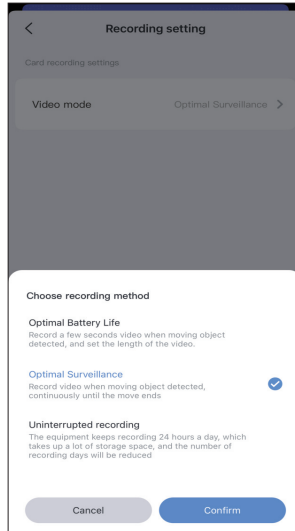 Recording setting
Card recording settings
Video mode
Optimal Surveillance
Choose recording method
Optimal Battery Life
Record a few seconds video when moving object
detected, and set the length of the video.
Optimal Surveillance
Record video when moving object detected,
continuously until the move ends
Uninterrupted recording
The equipment keeps recording 24 hours a day, which
takes up a lot of storage space, and the number of
recording days will be reduced
Cancel
Confirm